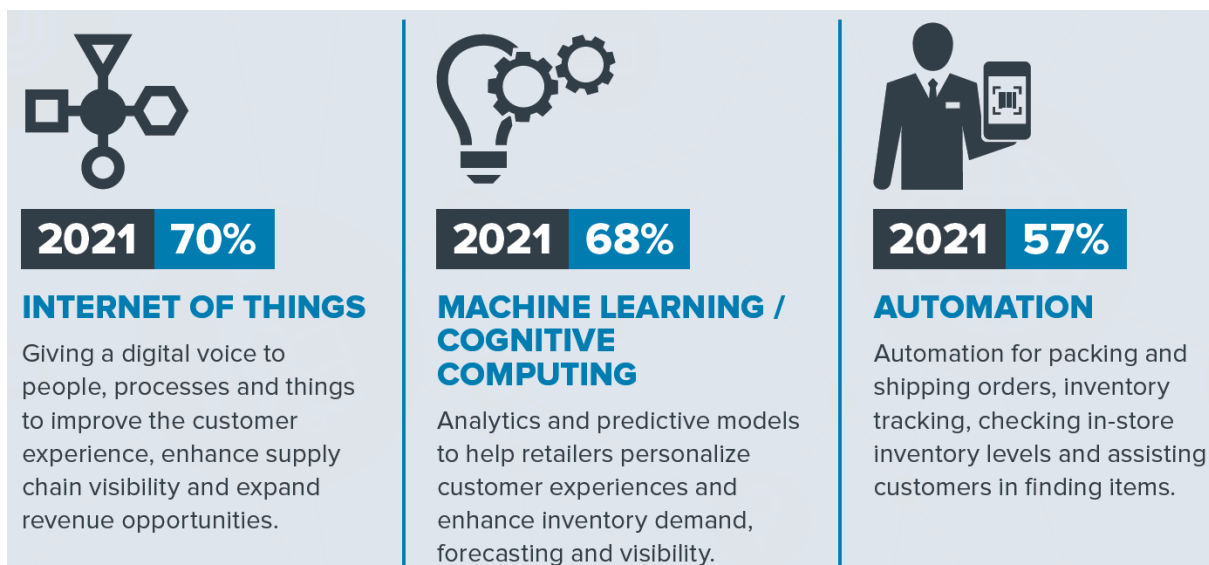 2021 70%
INTERNET OF THINGS
Giving a digital voice to
people, processes and things
to improve the customer
experience, enhance supply
chain visibility and expand
revenue opportunities.
2021 68%
MACHINE LEARNING /
COGNITIVE
COMPUTING
Analytics and predictive models
to help retailers personalize
customer experiences and
enhance inventory demand,
forecasting and visibility.
2021 57%
AUTOMATION
Automation for packing and
shipping orders, inventory
tracking, checking in-store
inventory levels and assisting
customers in finding items.